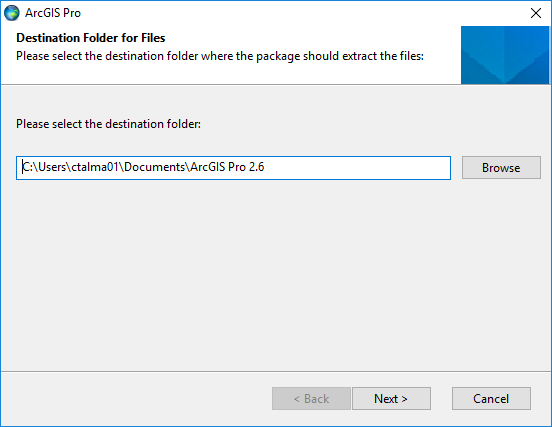 ArcGIS Pro
Destination Folder for Files
Please select the destination folder where the package should extract the files:
Please select the destination folder:
C:\Users\ctalma01\Documents\ArcGIS Pro 2.6
Browse
< Back
Next >
Cancel